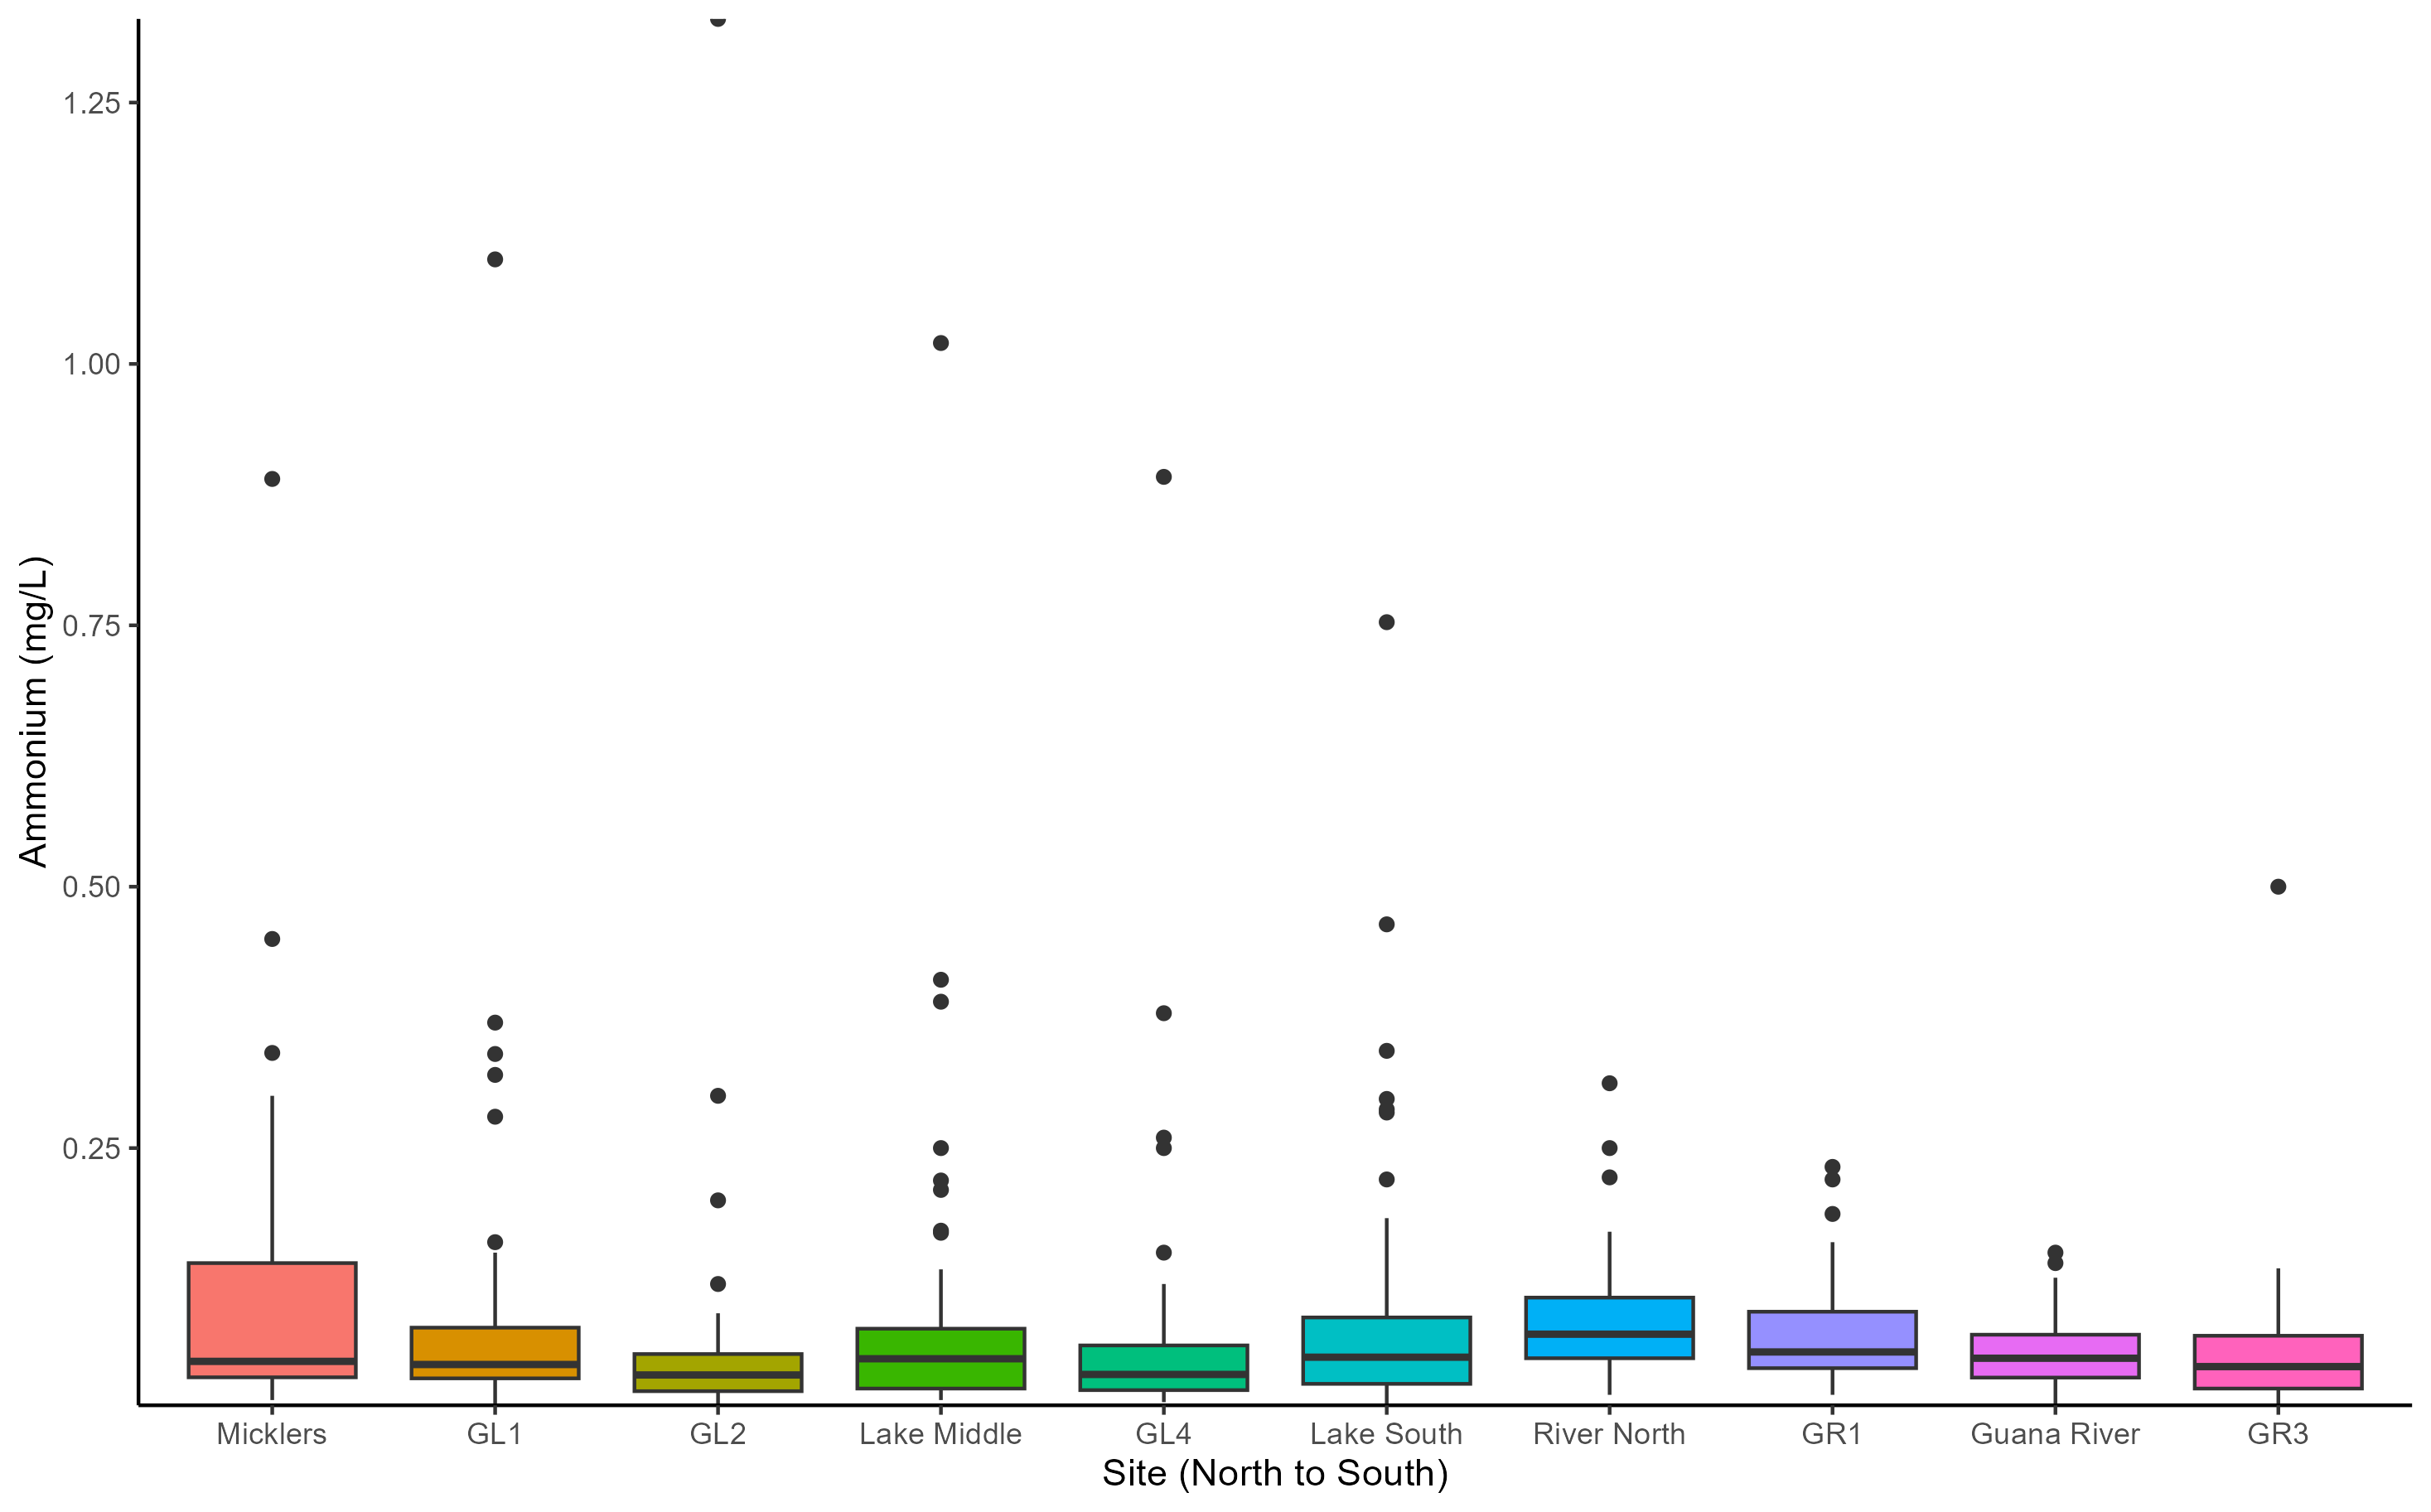 Ammonium (mg/L)
1.25
1.00
0.75
0.50
0.25
Micklers GL1 GL2 Lake Middle GL4 Lake South River North GR1 Guana River GR3
Site (North to South)